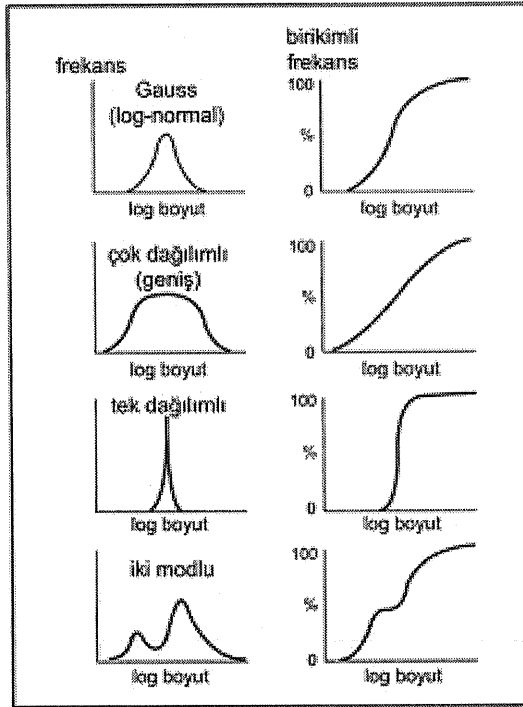 frekans
Gauss
(log-normal)
log boyut
birikimli
frekans
100
%
0
log boyut
çok dağılımlı
(geniş)
log boyut
100
%
0
log boyut
tek dağılımlı
log boyut
100
%
0
log boyut
iki modlu
log boyut
100
%
0
log boyut